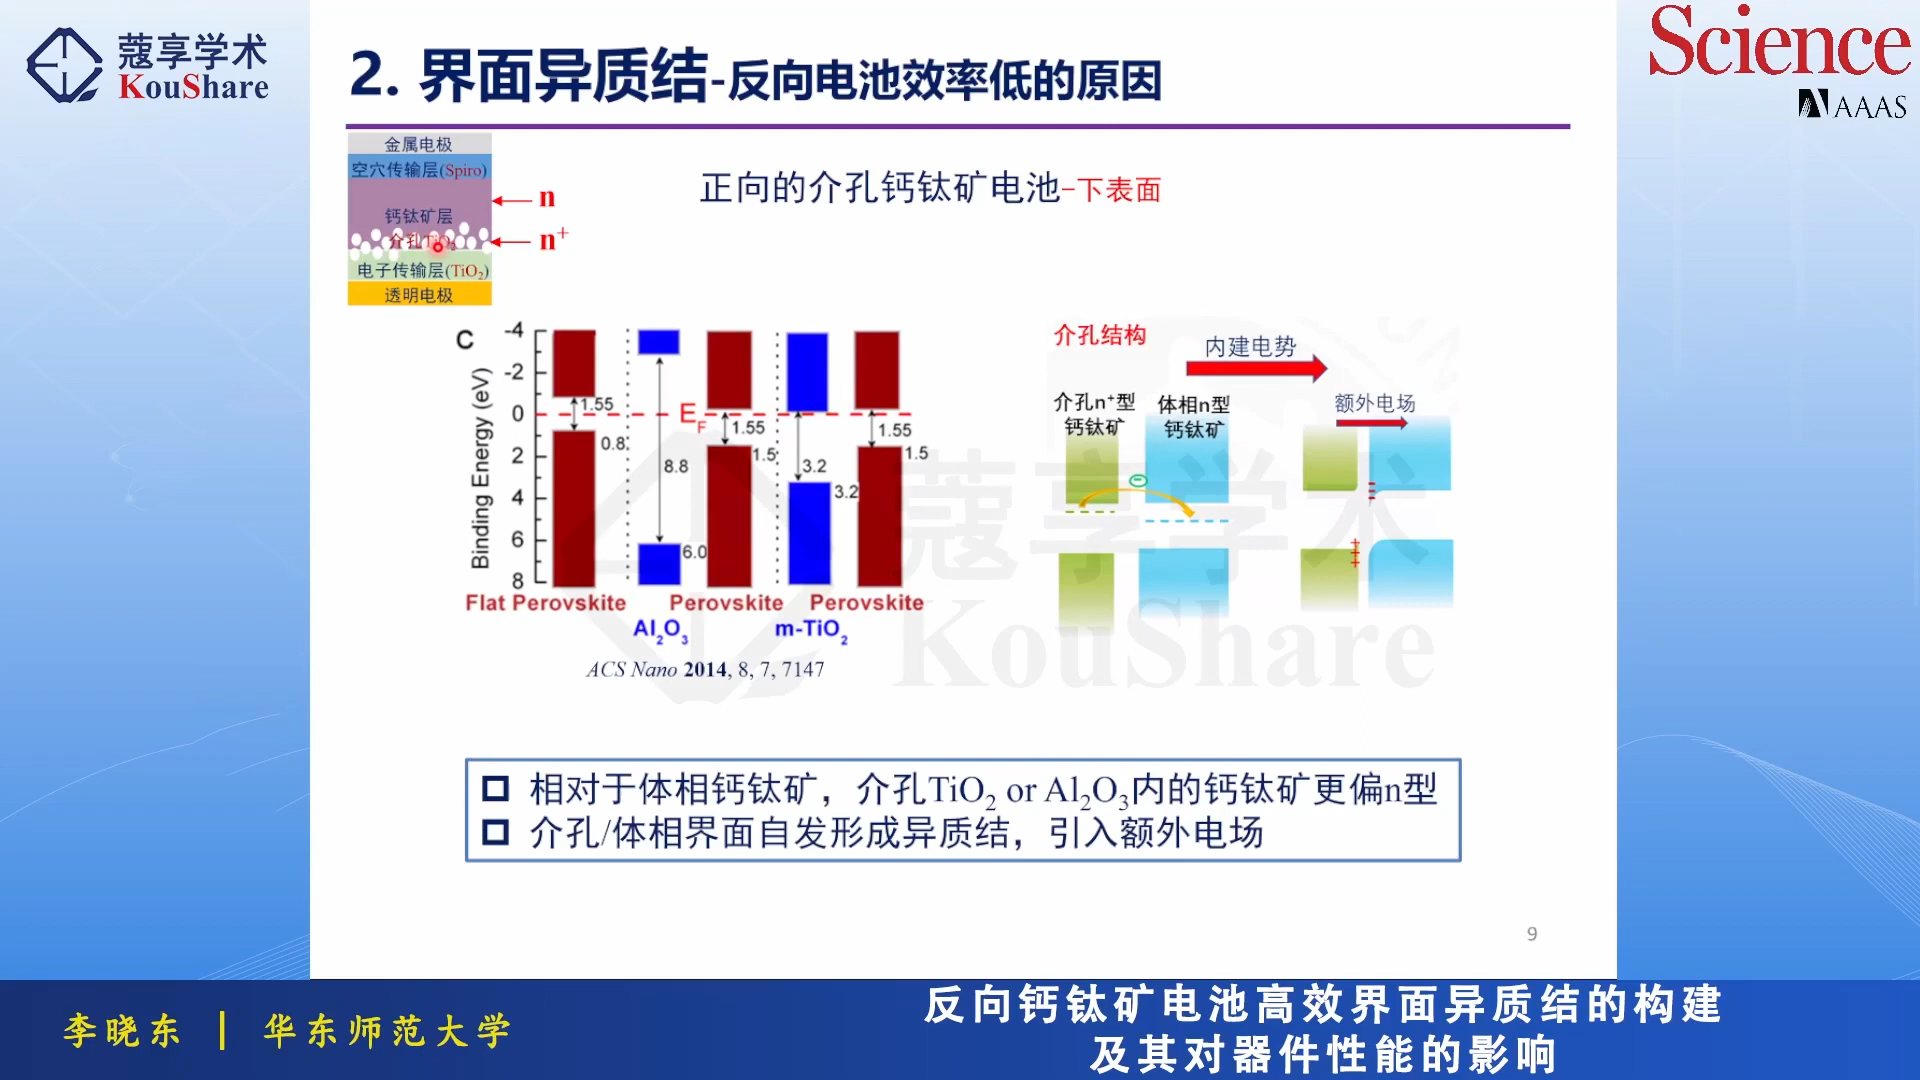 蔻享学术
KouShare
Science
AAAS
2. 界面异质结-反向电池效率低的原因
金属电极
空穴传输层(Spiro)
钙钛矿层
介孔TiO2
电子传输层(TiO2)
透明电极
n
n+
正向的介孔钙钛矿电池-下表面
C
Binding Energy (eV)
-4
-2
0
2
4
6
8
1.55
0.8
8.8
6.0
EF
1.55
1.5
3.2
3.2
1.55
1.5
Flat Perovskite
Al2O3
Perovskite
m-TiO2
Perovskite
ACS Nano 2014, 8, 7, 7147
介孔结构
内建电势
介孔n+型
钙钛矿
体相n型
钙钛矿
额外电场
蔻享学术
KouShare
相对于体相钙钛矿，介孔TiO2 or Al2O3内的钙钛矿更偏n型
介孔/体相界面自发形成异质结，引入额外电场
9
李晓东 | 华东师范大学
反向钙钛矿电池高效界面异质结的构建
及其对器件性能的影响